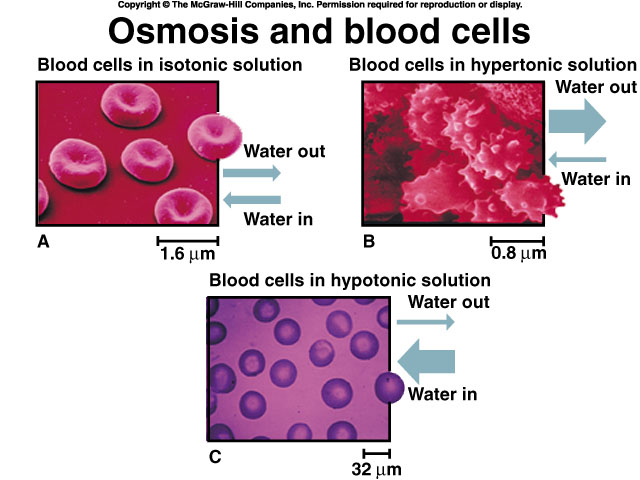 Copyright © The McGraw-Hill Companies, Inc. Permission required for reproduction or display.
Osmosis and blood cells
Blood cells in isotonic solution
Water out
Water in
A
1.6 μm
Blood cells in hypertonic solution
Water out
Water in
B
0.8 μm
Blood cells in hypotonic solution
Water out
Water in
C
32 μm